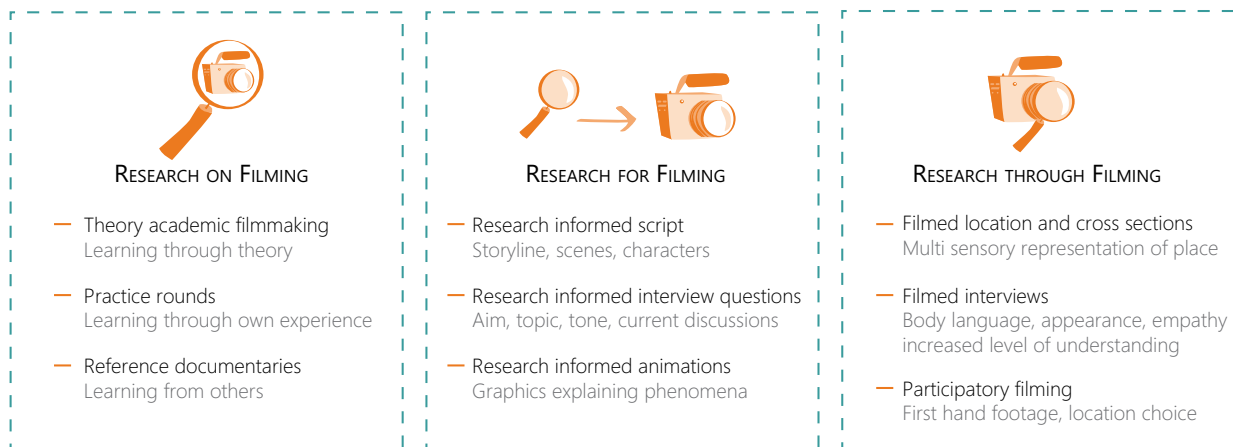 Research on Filming
Theory academic filmmaking
Learning through theory
Practice rounds
Learning through own experience
Reference documentaries
Learning from others
Research for Filming
Research informed script
Storyline, scenes, characters
Research informed interview questions
Aim, topic, tone, current discussions
Research informed animations
Graphics explaining phenomena
Research through Filming
Filmed location and cross sections
Multi sensory representation of place
Filmed interviews
Body language, appearance, empathy
increased level of understanding
Participatory filming
First hand footage, location choice